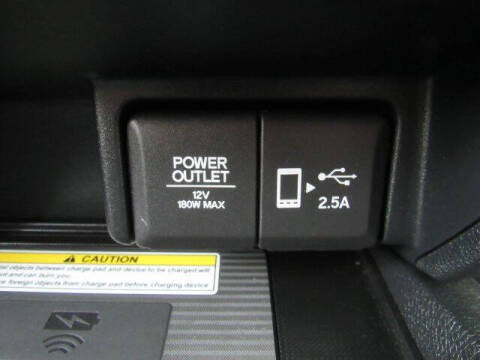 POWER
OUTLET
12V
180W MAX
2.5A
CAUTION
objects between charge pad and device to be charged will
and can burn you.
foreign objects from charge pad before charging device